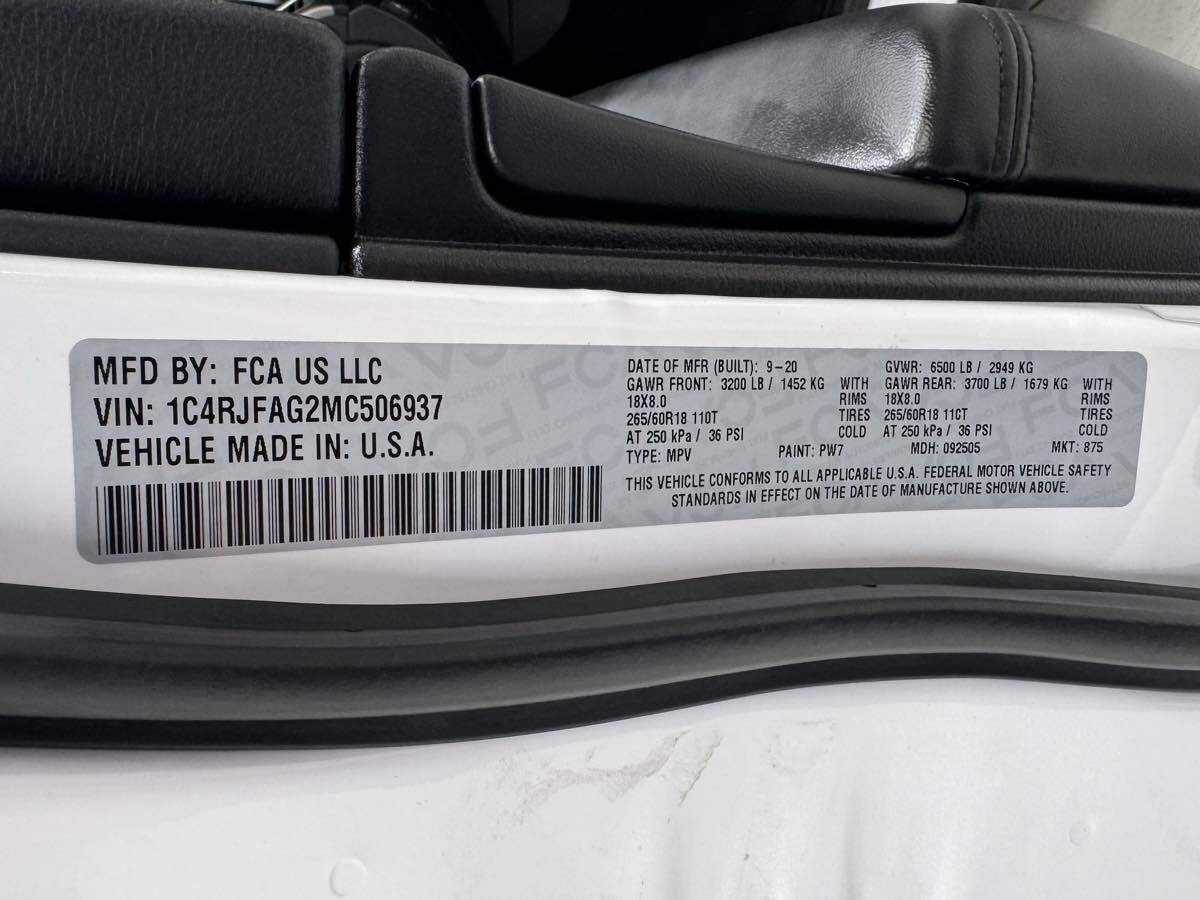 MFD BY: FCA US LLC
VIN: 1C4RJFAG2MC506937
VEHICLE MADE IN: U.S.A.
DATE OF MFR (BUILT): 9-20
GAWR FRONT: 3200 LB / 1452 KG WITH
18X8.0 RIMS
265/60R18 110T TIRES
AT 250 kPa / 36 PSI COLD
TYPE: MPV PAINT: PW7
GVWR: 6500 LB / 2949 KG
GAWR REAR: 3700 LB / 1679 KG WITH
18X8.0 RIMS
265/60R18 11CT TIRES
AT 250 kPa / 36 PSI COLD
MDH: 092505 MKT: 875
THIS VEHICLE CONFORMS TO ALL APPLICABLE U.S.A. FEDERAL MOTOR VEHICLE SAFETY
STANDARDS IN EFFECT ON THE DATE OF MANUFACTURE SHOWN ABOVE.